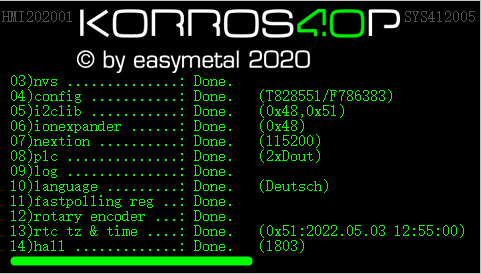 HMI202001 KORROS4.0P SYS412005
© by easymetal 2020
03)nvs ..............: Done.
04)config ...........: Done. (T828551/F786383)
05)i2clib ...........: Done. (0x48,0x51)
06)ionexpander ......: Done. (0x48)
07)nextion ..........: Done. (115200)
08)plc ..............: Done. (2xDout)
09)log ..............: Done.
10)language .........: Done. (Deutsch)
11)fastpolling reg ..: Done.
12)rotary encoder ...: Done.
13)rtc tz & time ....: Done. (0x51:2022.05.03 12:55:00)
14)hall .............: Done. (1803)